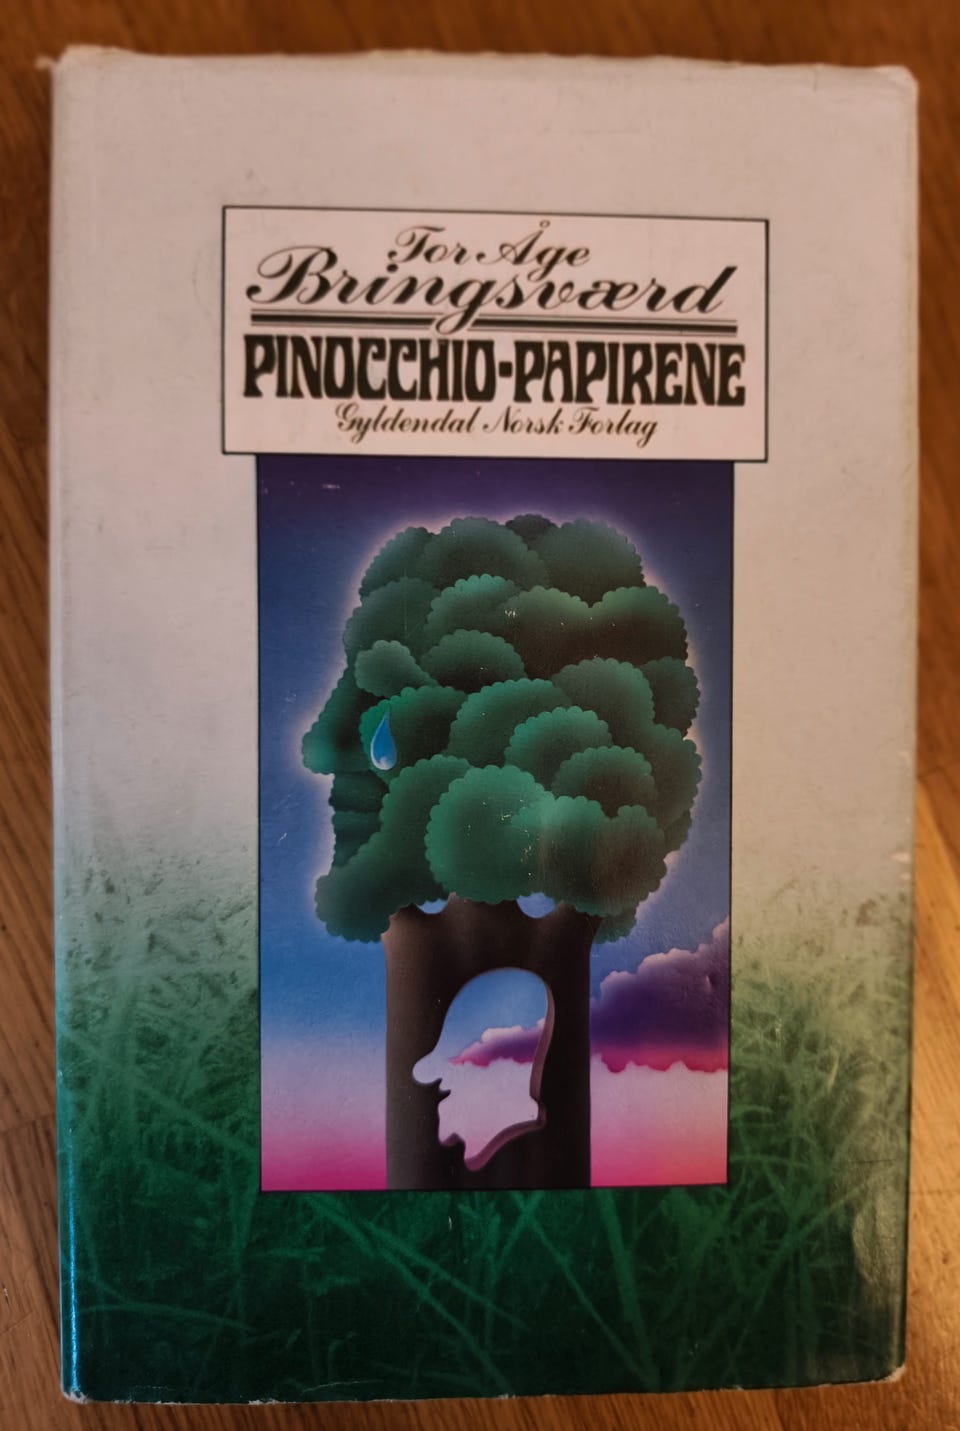 Tor Åge
Bringsværd
PINOCCHIO-PAPIRENE
Gyldendal Norsk Forlag